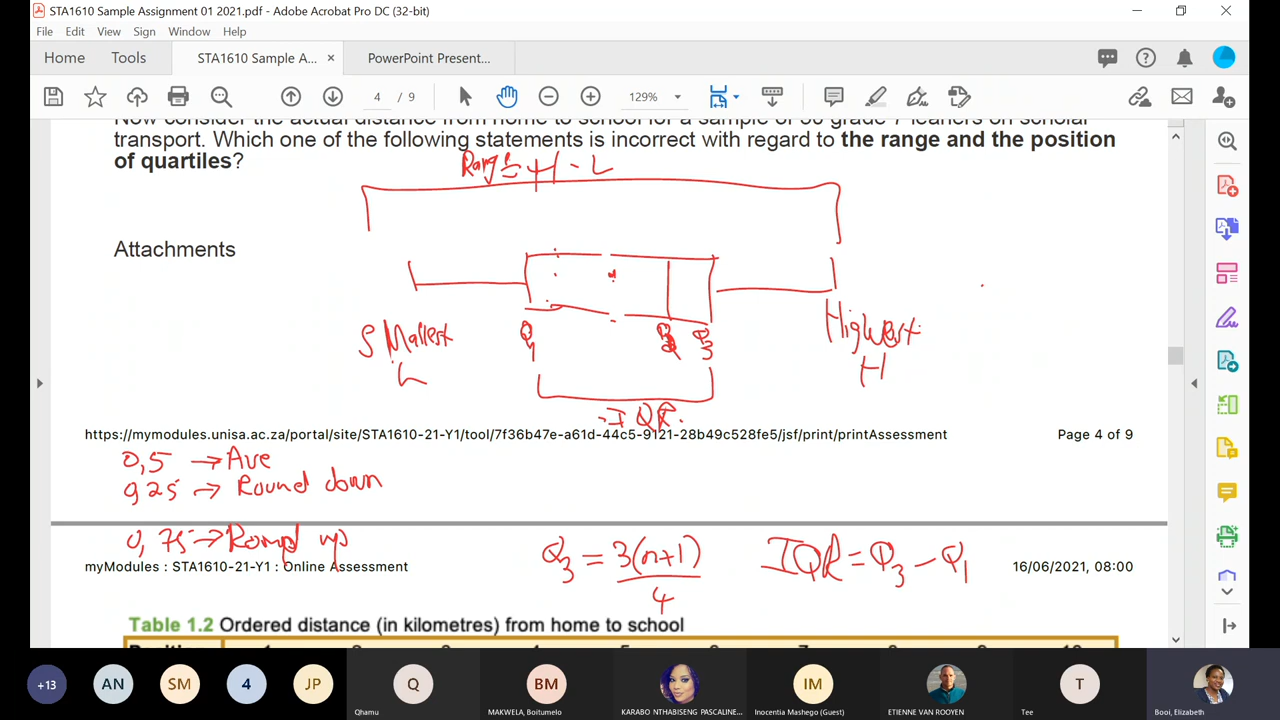 STA1610 Sample Assignment 01 2021.pdf - Adobe Acrobat Pro DC (32-bit)
File Edit View Sign Window Help
Home Tools STA1610 Sample A... × PowerPoint Present...
4 / 9 129%
Now consider the actual distance from home to school for a sample of 30 grade 7 learners on scholar
transport. Which one of the following statements is incorrect with regard to the range and the position
of quartiles?
Range = H - L
Attachments
Smallest Q1 Q3 Highest
L H
IQR
https://mymodules.unisa.ac.za/portal/site/STA1610-21-Y1/tool/7f36b47e-a61d-44c5-9121-28b49c528fe5/jsf/print/printAssessment Page 4 of 9
0,5 → Ave
0,25 → Round down
0,75 → Round up
Q3 = 3(n+1)/4 IQR = Q3 - Q1
myModules : STA1610-21-Y1 : Online Assessment 16/06/2021, 08:00
Table 1.2 Ordered distance (in kilometres) from home to school
+13 AN SM 4 JP Q BM IM T
Qhamu MAKWELA, Boitumelo KARABO NTHABISENG PASCALINE... Inocentia Mashego (Guest) ETIENNE VAN ROOYEN Tee Booi, Elizabeth